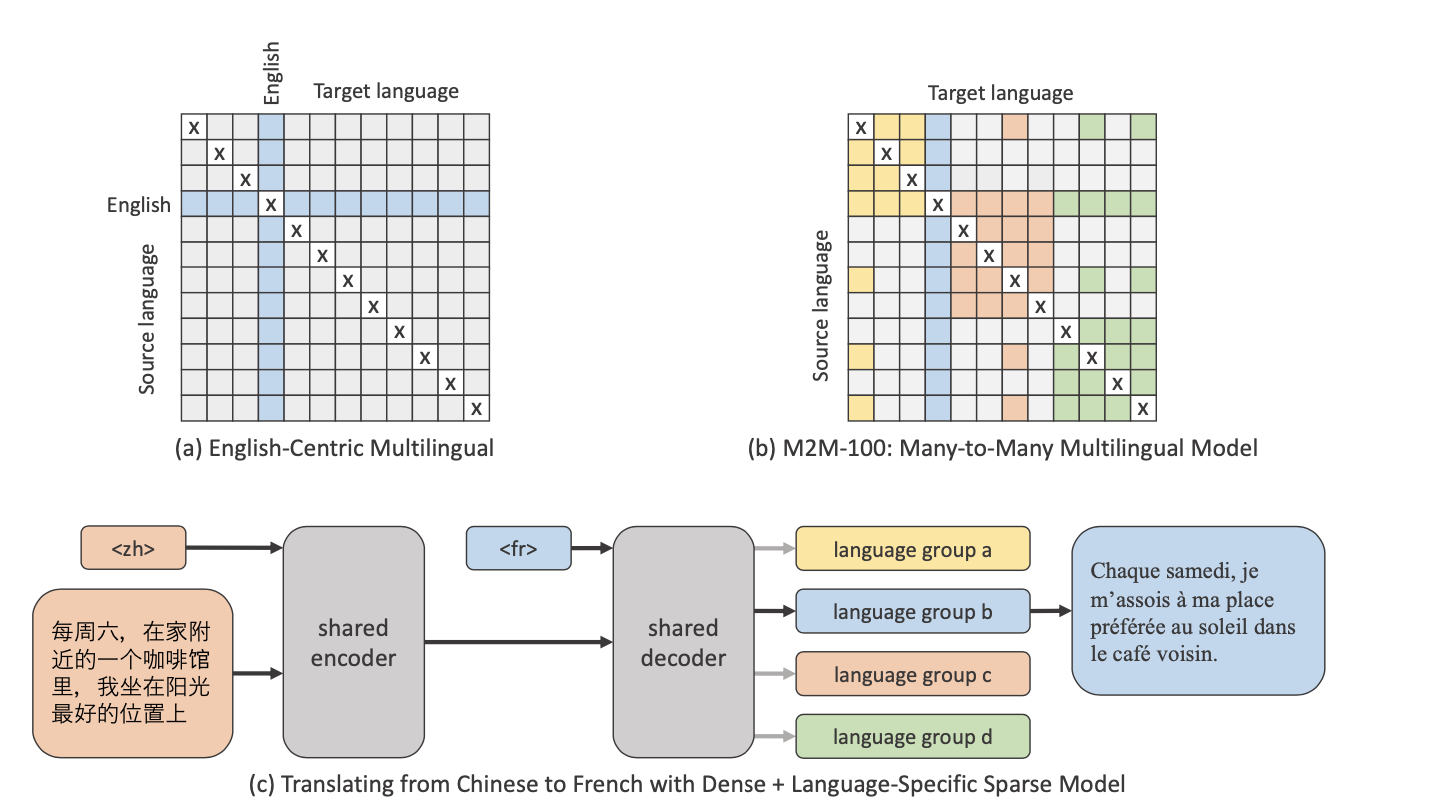 English
Target language
English
Source language
X
X
X
X
X
X
X
X
X
X
X
X
(a) English-Centric Multilingual
Target language
Source language
X
X
X
X
X
X
X
X
X
X
X
X
(b) M2M-100: Many-to-Many Multilingual Model
<zh>
每周六，在家附
近的一个咖啡馆
里，我坐在阳光
最好的位置上
shared
encoder
<fr>
shared
decoder
language group a
language group b
language group c
language group d
Chaque samedi, je
m’assois à ma place
préférée au soleil dans
le café voisin.
(c) Translating from Chinese to French with Dense + Language-Specific Sparse Model